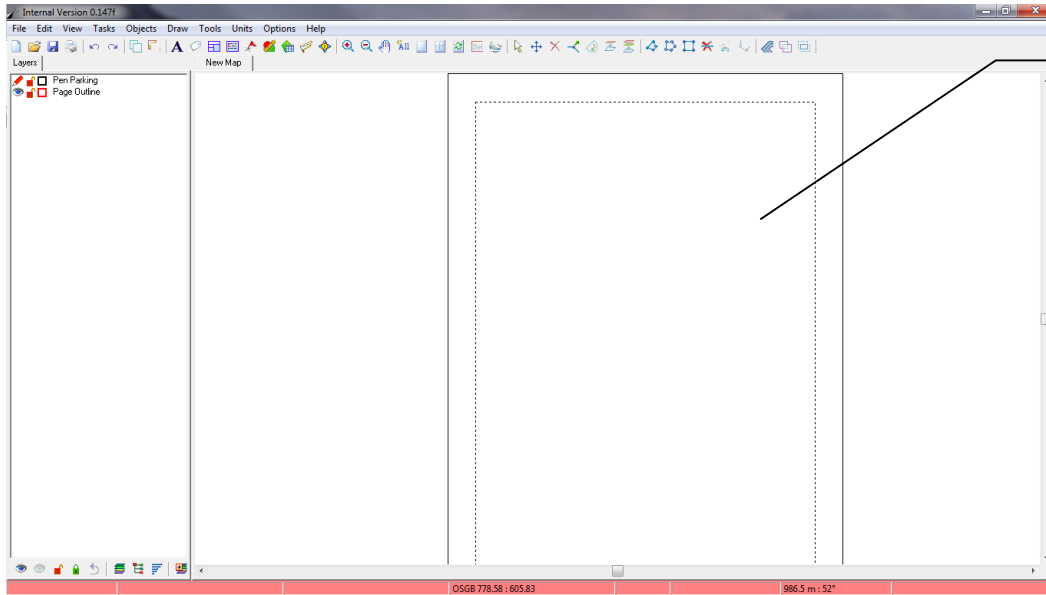 Internal Version 0.147f
File Edit View Tasks Objects Draw Tools Units Options Help
A All
Layers New Map
Pen Parking
Page Outline
OSGB 778.58 : 605.83 986.5 m : 52°